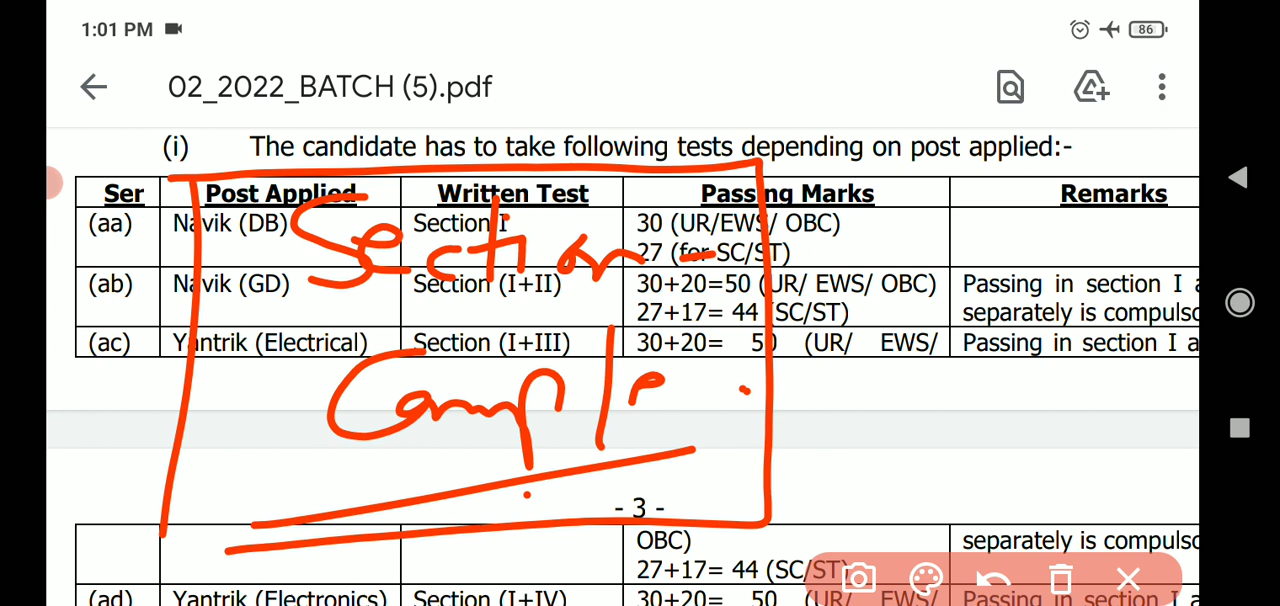 1:01 PM 86
02_2022_BATCH (5).pdf
(i) The candidate has to take following tests depending on post applied:-
Ser Post Applied Written Test Passing Marks Remarks
(aa) Navik (DB) Section I 30 (UR/EWS/ OBC)
27 (for SC/ST)
(ab) Navik (GD) Section (I+II) 30+20=50 (UR/ EWS/ OBC) Passing in section I a
27+17= 44 (SC/ST) separately is compulso
(ac) Yantrik (Electrical) Section (I+III) 30+20= 50 (UR/ EWS/ Passing in section I a
Section -
Comple
- 3 -
OBC) separately is compulso
27+17= 44 (SC/ST)
(ad) Yantrik (Electronics) Section (I+IV) 30+20= 50 (UR/ EWS/ Passing in section I a